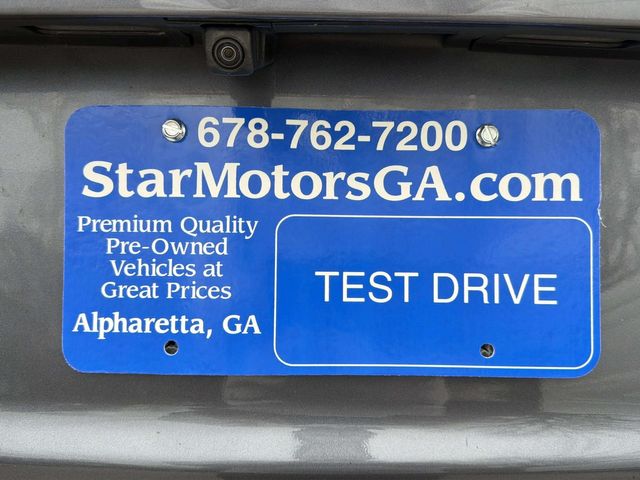 678-762-7200
StarMotorsGA.com
Premium Quality
Pre-Owned
Vehicles at
Great Prices
Alpharetta, GA
TEST DRIVE